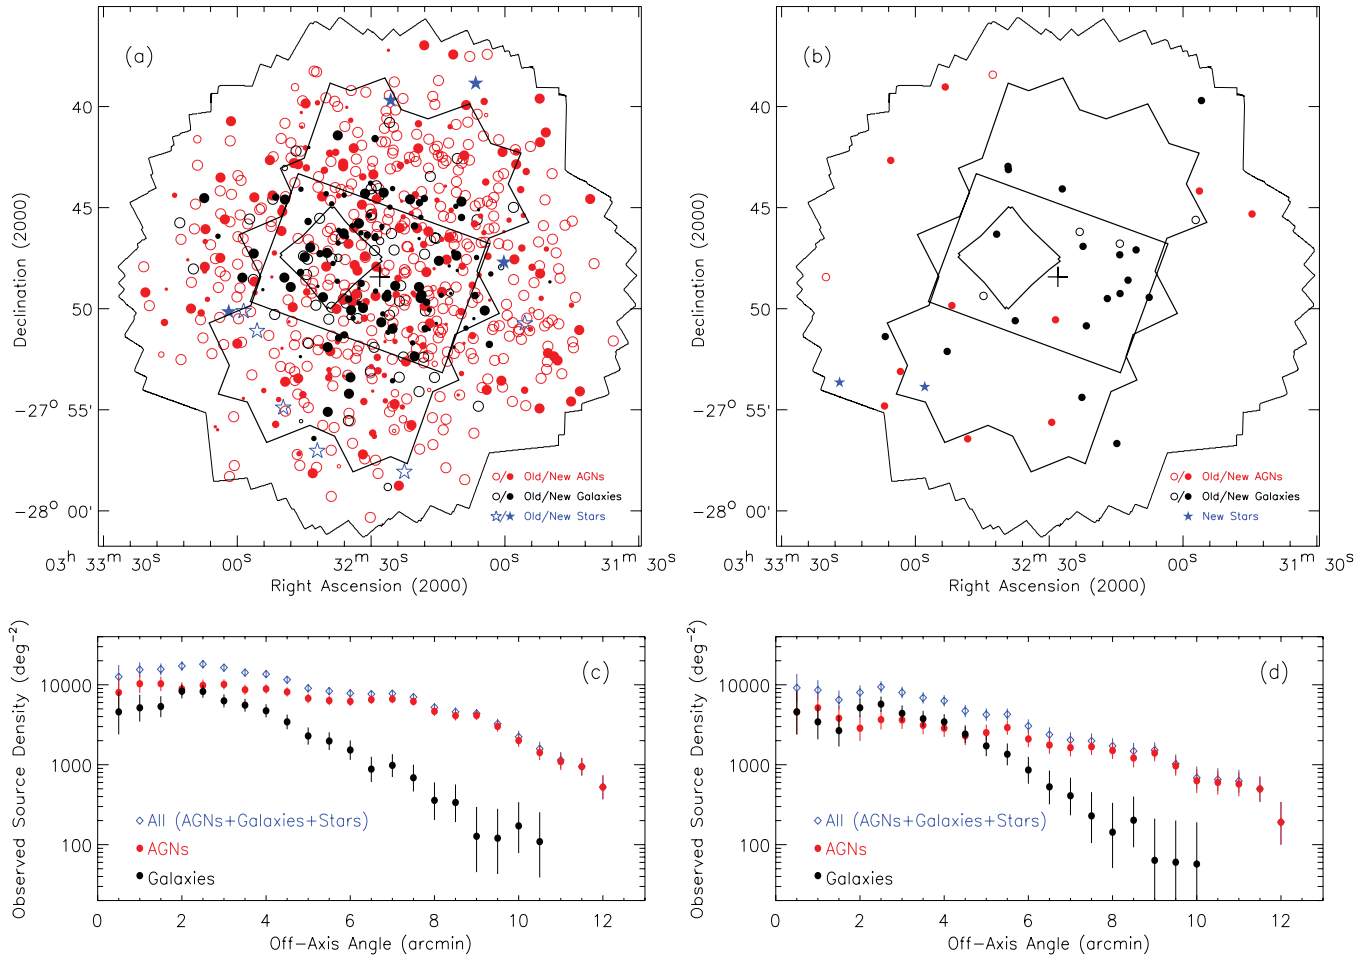 (a)
Declination (2000)
40
45
50
−27° 55'
−28° 00'
○/● Old/New AGNs
○/● Old/New Galaxies
☆/★ Old/New Stars
03ʰ 33ᵐ 30ˢ 00ˢ 32ᵐ 30ˢ 00ˢ 31ᵐ 30ˢ
Right Ascension (2000)
(b)
Declination (2000)
40
45
50
−27° 55'
−28° 00'
○/● Old/New AGNs
○/● Old/New Galaxies
★ New Stars
03ʰ 33ᵐ 30ˢ 00ˢ 32ᵐ 30ˢ 00ˢ 31ᵐ 30ˢ
Right Ascension (2000)
(c)
Observed Source Density (deg⁻²)
10000
1000
100
All (AGNs+Galaxies+Stars)
AGNs
Galaxies
0 2 4 6 8 10 12
Off−Axis Angle (arcmin)
(d)
Observed Source Density (deg⁻²)
10000
1000
100
All (AGNs+Galaxies+Stars)
AGNs
Galaxies
0 2 4 6 8 10 12
Off−Axis Angle (arcmin)